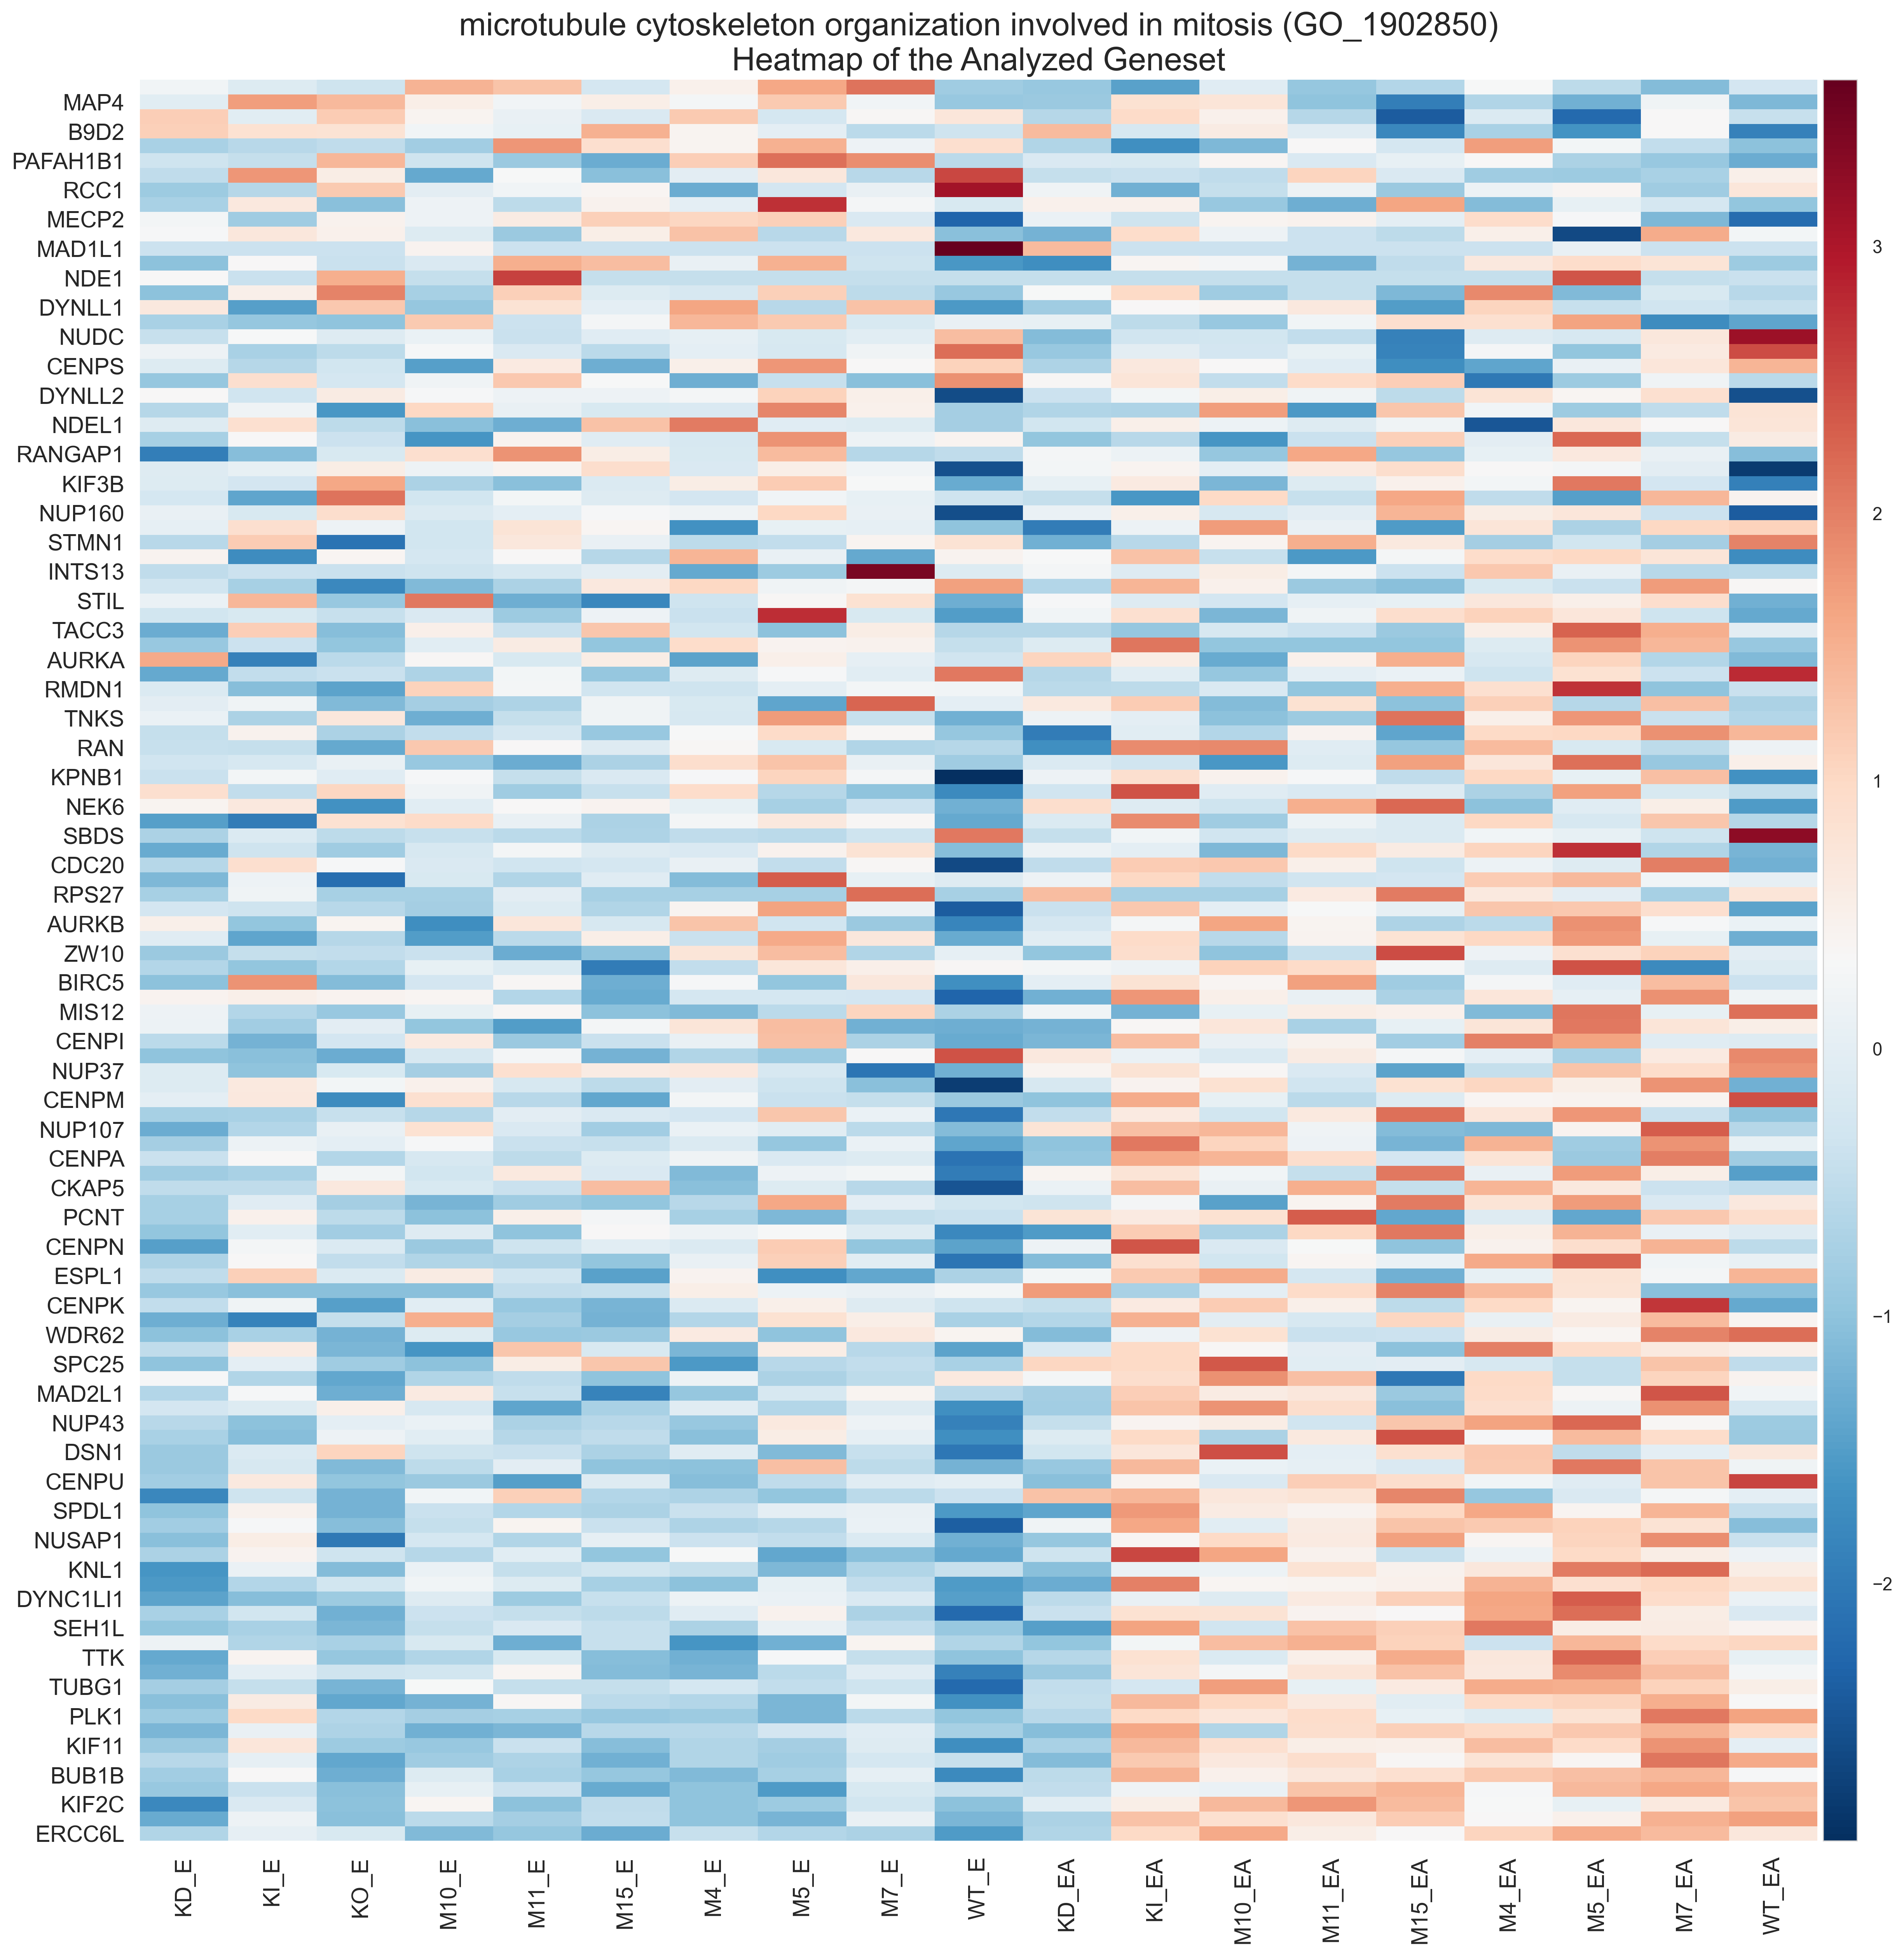 microtubule cytoskeleton organization involved in mitosis (GO_1902850)
Heatmap of the Analyzed Geneset
MAP4
B9D2
PAFAH1B1
RCC1
MECP2
MAD1L1
NDE1
DYNLL1
NUDC
CENPS
DYNLL2
NDEL1
RANGAP1
KIF3B
NUP160
STMN1
INTS13
STIL
TACC3
AURKA
RMDN1
TNKS
RAN
KPNB1
NEK6
SBDS
CDC20
RPS27
AURKB
ZW10
BIRC5
MIS12
CENPI
NUP37
CENPM
NUP107
CENPA
CKAP5
PCNT
CENPN
ESPL1
CENPK
WDR62
SPC25
MAD2L1
NUP43
DSN1
CENPU
SPDL1
NUSAP1
KNL1
DYNC1LI1
SEH1L
TTK
TUBG1
PLK1
KIF11
BUB1B
KIF2C
ERCC6L
KD_E
KI_E
KO_E
M10_E
M11_E
M15_E
M4_E
M5_E
M7_E
WT_E
KD_EA
KI_EA
M10_EA
M11_EA
M15_EA
M4_EA
M5_EA
M7_EA
WT_EA
3
2
1
0
−1
−2